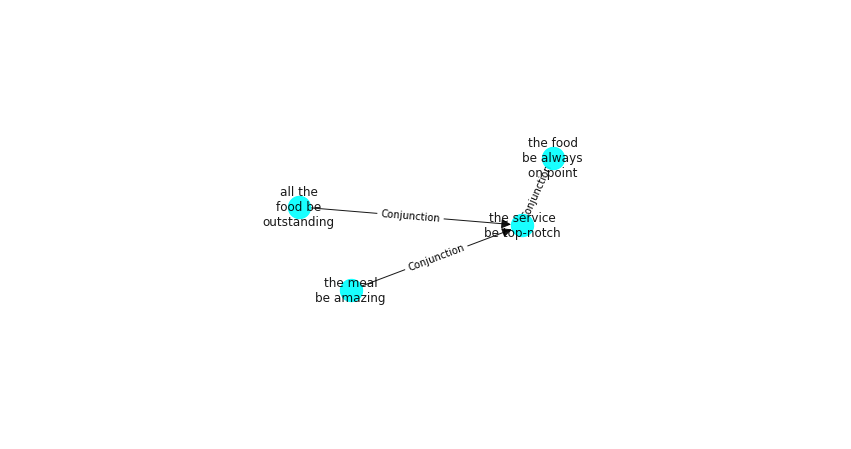 the food
be always
on point
Conjunction
all the
food be
outstanding
Conjunction
the service
be top-notch
Conjunction
the meal
be amazing